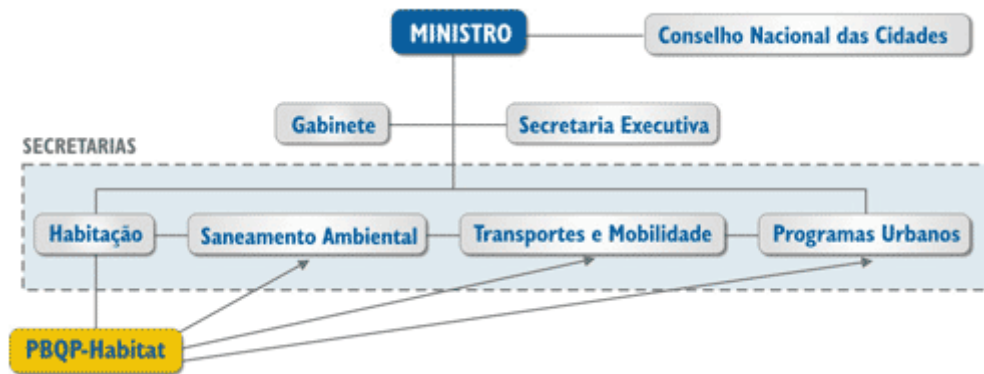 MINISTRO
Conselho Nacional das Cidades
Gabinete
Secretaria Executiva
SECRETARIAS
Habitação
Saneamento Ambiental
Transportes e Mobilidade
Programas Urbanos
PBQP-Habitat